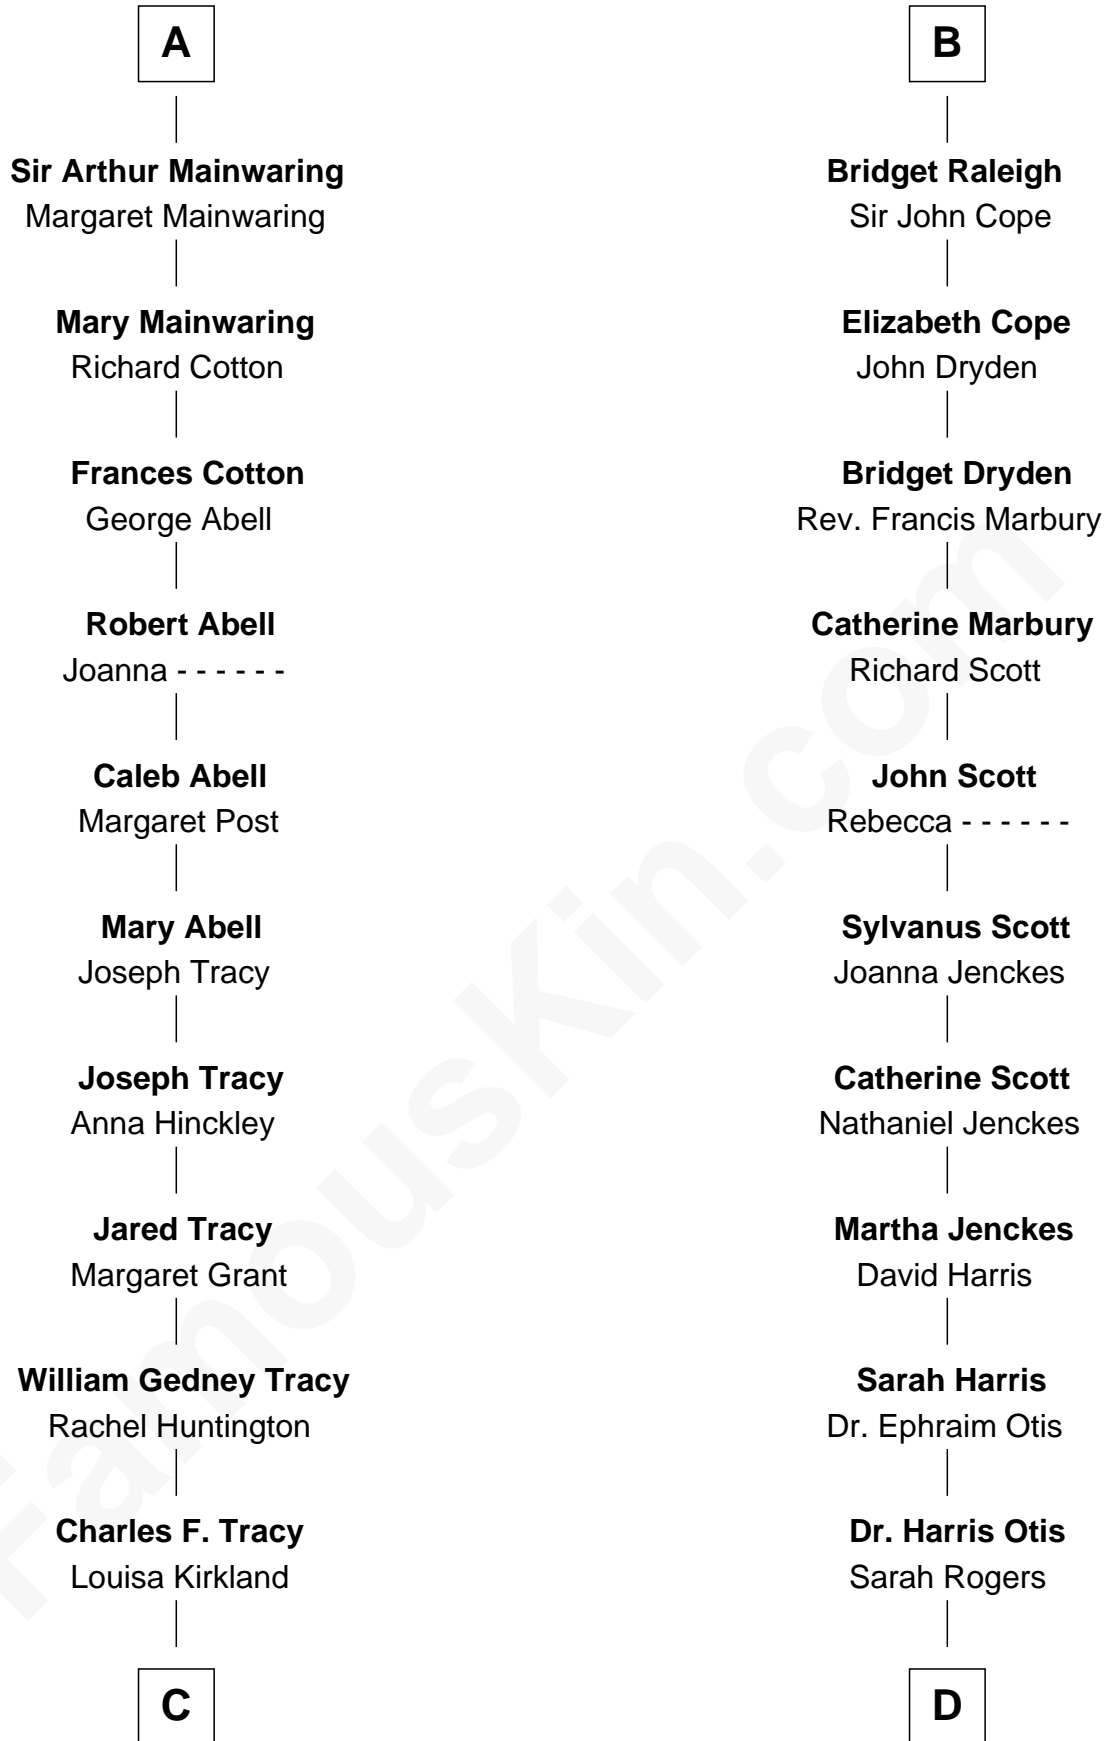 A
Sir Arthur Mainwaring
Margaret Mainwaring
Mary Mainwaring
Richard Cotton
Frances Cotton
George Abell
Robert Abell
Joanna - - - - - -
Caleb Abell
Margaret Post
Mary Abell
Joseph Tracy
Joseph Tracy
Anna Hinckley
Jared Tracy
Margaret Grant
William Gedney Tracy
Rachel Huntington
Charles F. Tracy
Louisa Kirkland
C
B
Bridget Raleigh
Sir John Cope
Elizabeth Cope
John Dryden
Bridget Dryden
Rev. Francis Marbury
Catherine Marbury
Richard Scott
John Scott
Rebecca - - - - - -
Sylvanus Scott
Joanna Jenckes
Catherine Scott
Nathaniel Jenckes
Martha Jenckes
David Harris
Sarah Harris
Dr. Ephraim Otis
Dr. Harris Otis
Sarah Rogers
D
FamousKin.com